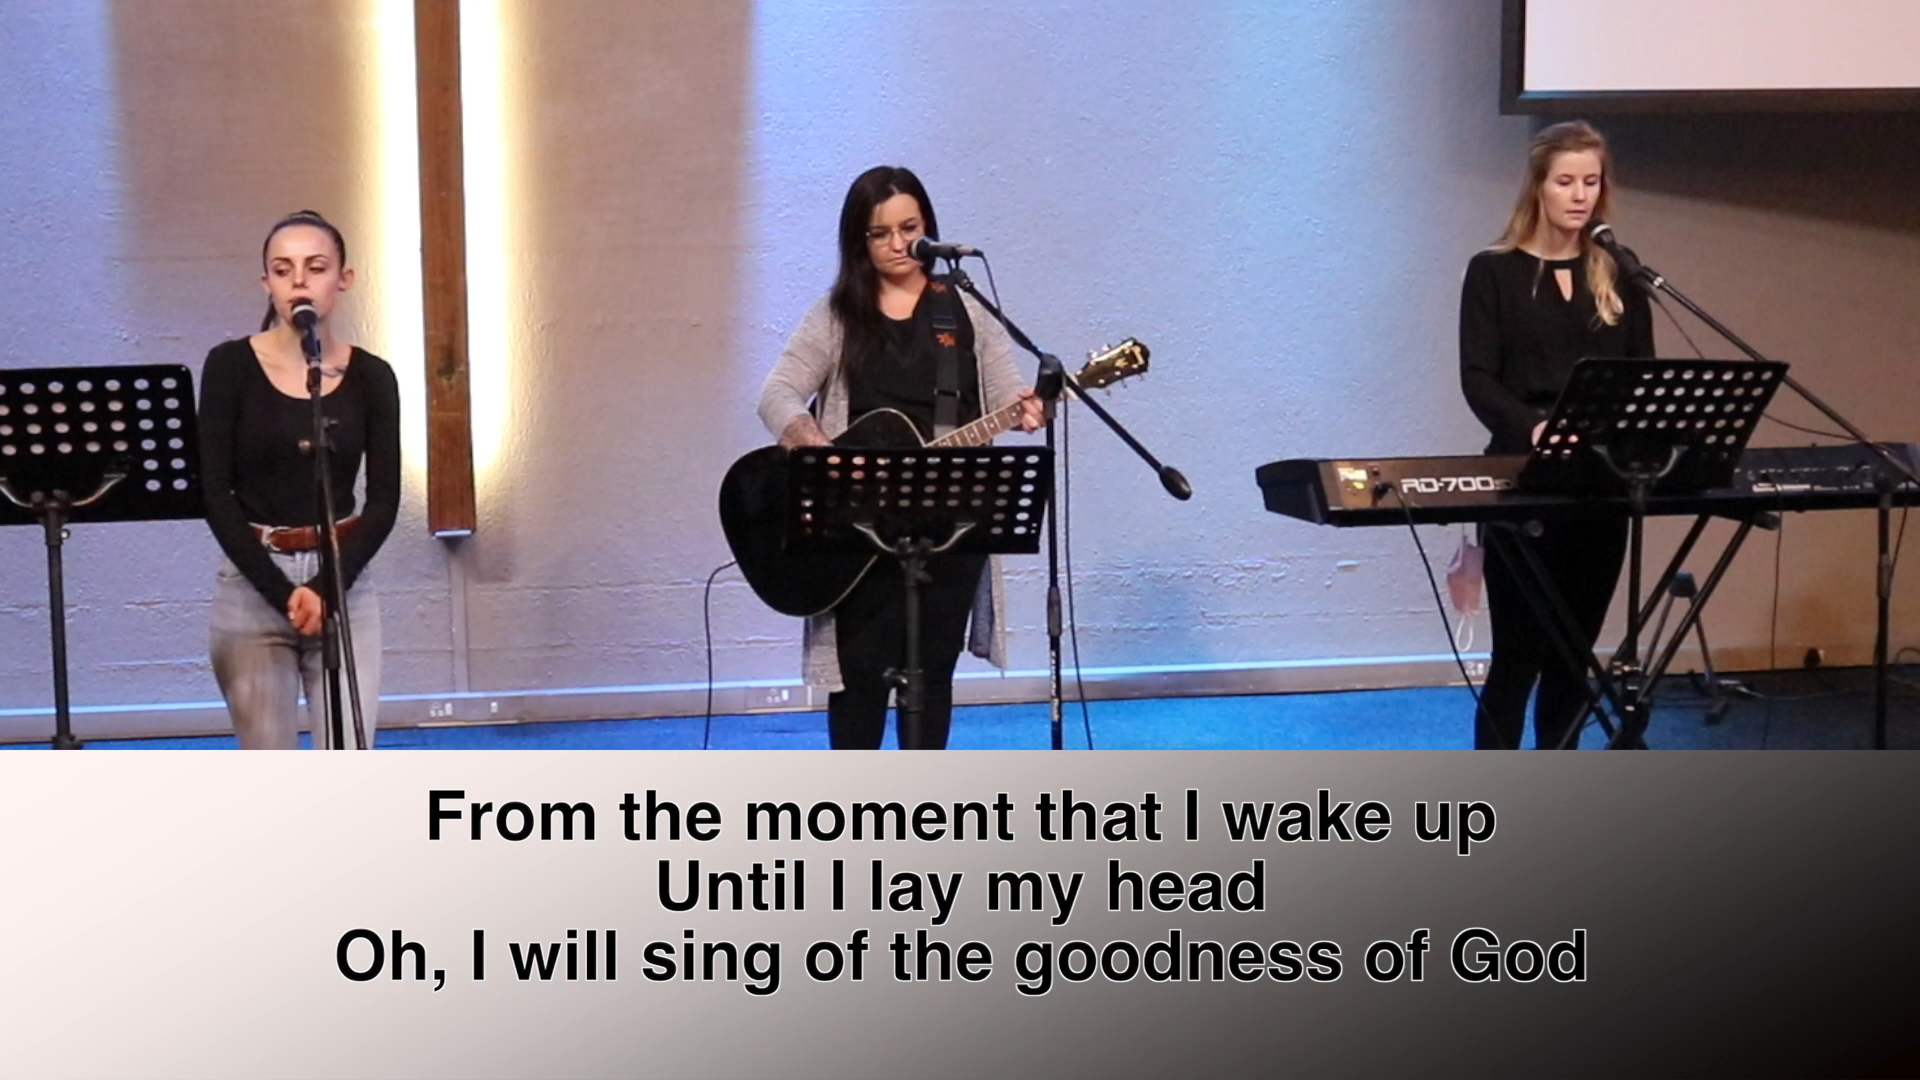 RD-700
From the moment that I wake up
Until I lay my head
Oh, I will sing of the goodness of God